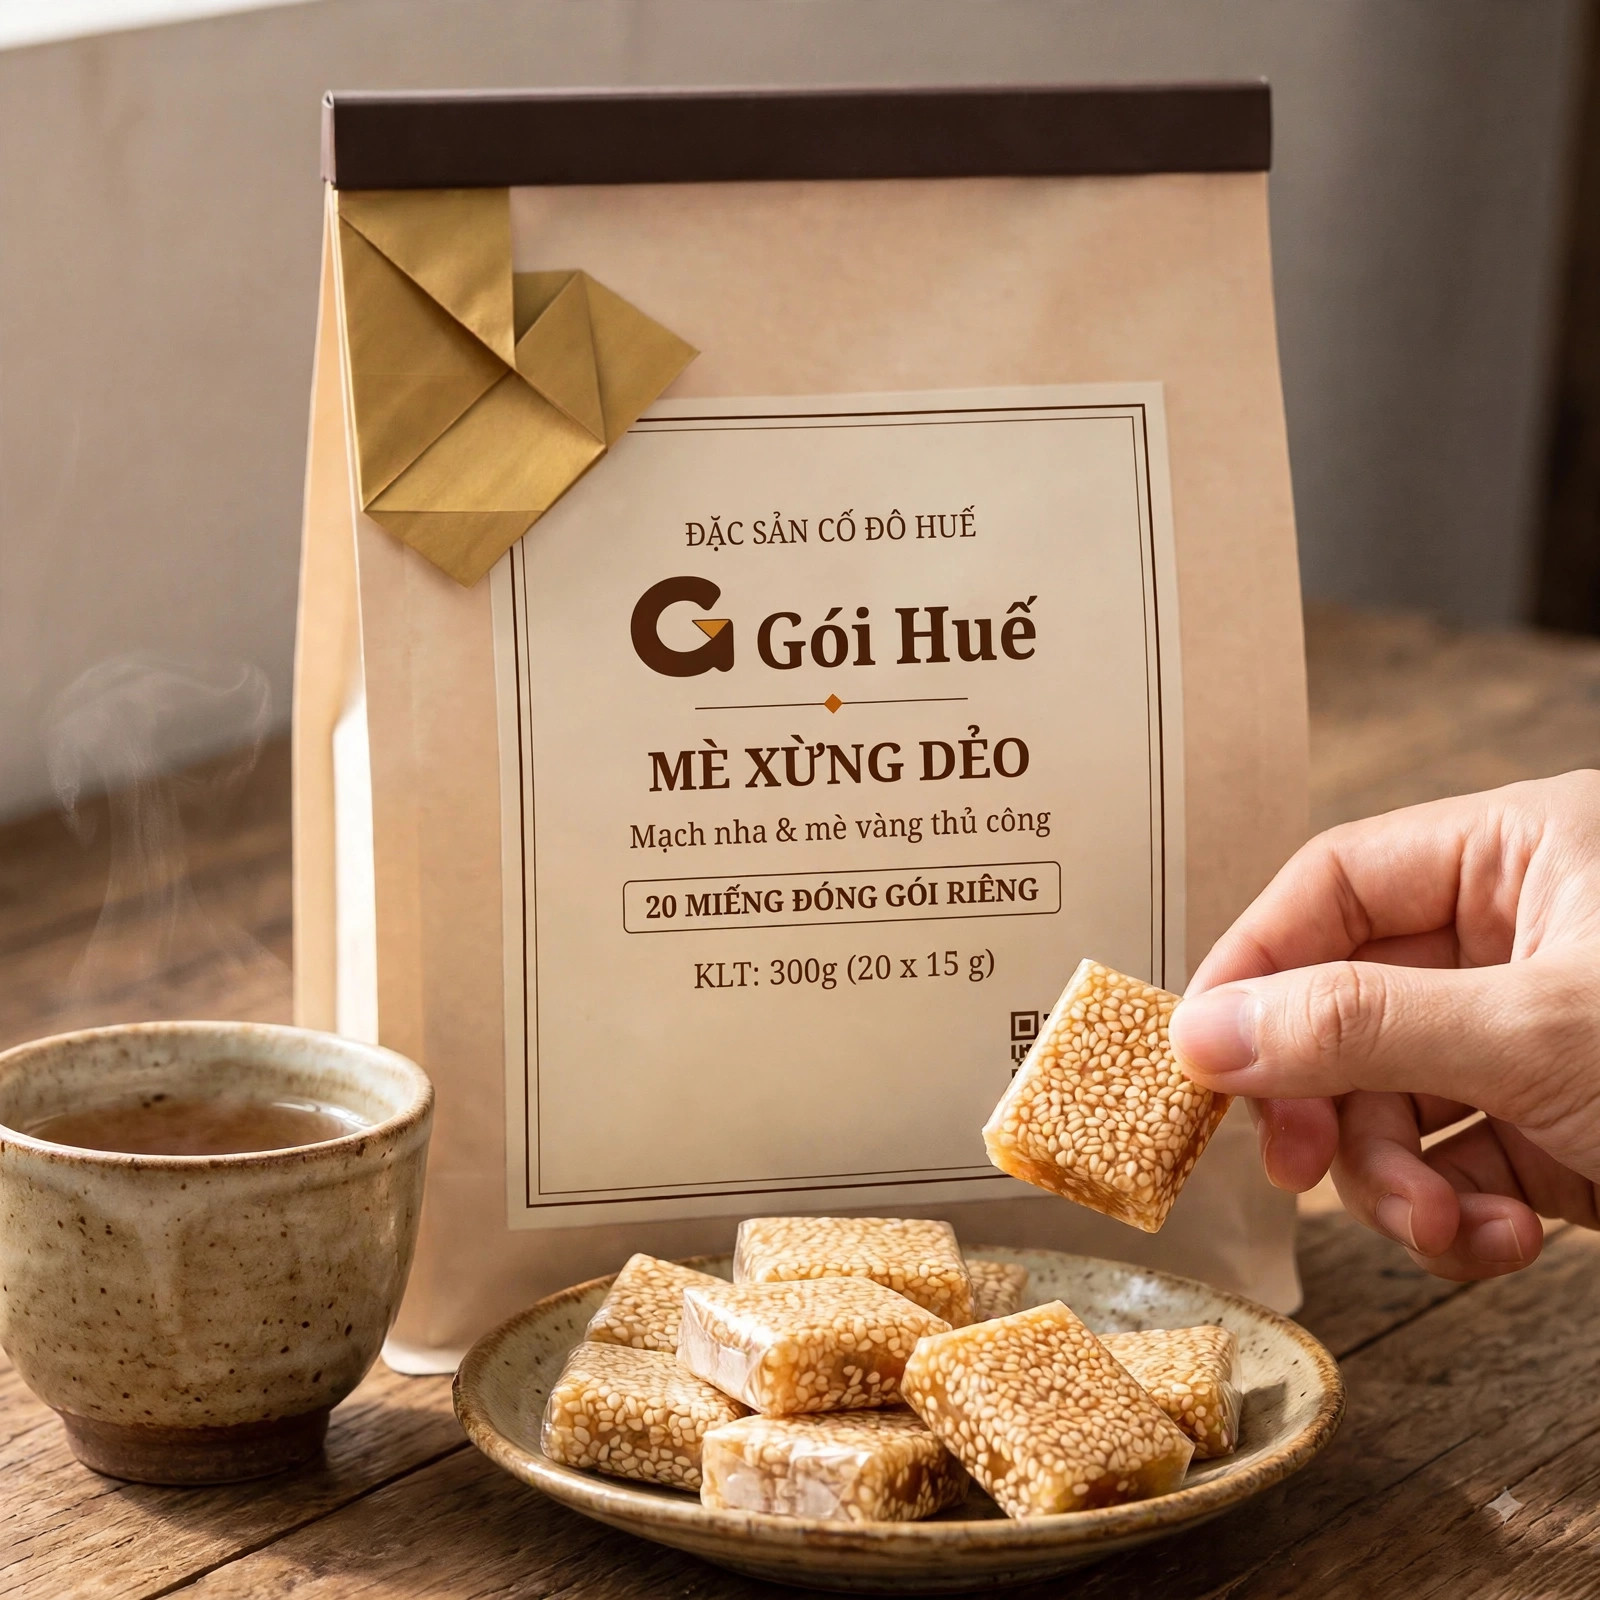 ĐẶC SẢN CỐ ĐÔ HUẾ
Gói Huế
MÈ XỪNG DẺO
Mạch nha & mè vàng thủ công
20 MIẾNG ĐÓNG GÓI RIÊNG
KLT: 300g (20 x 15 g)